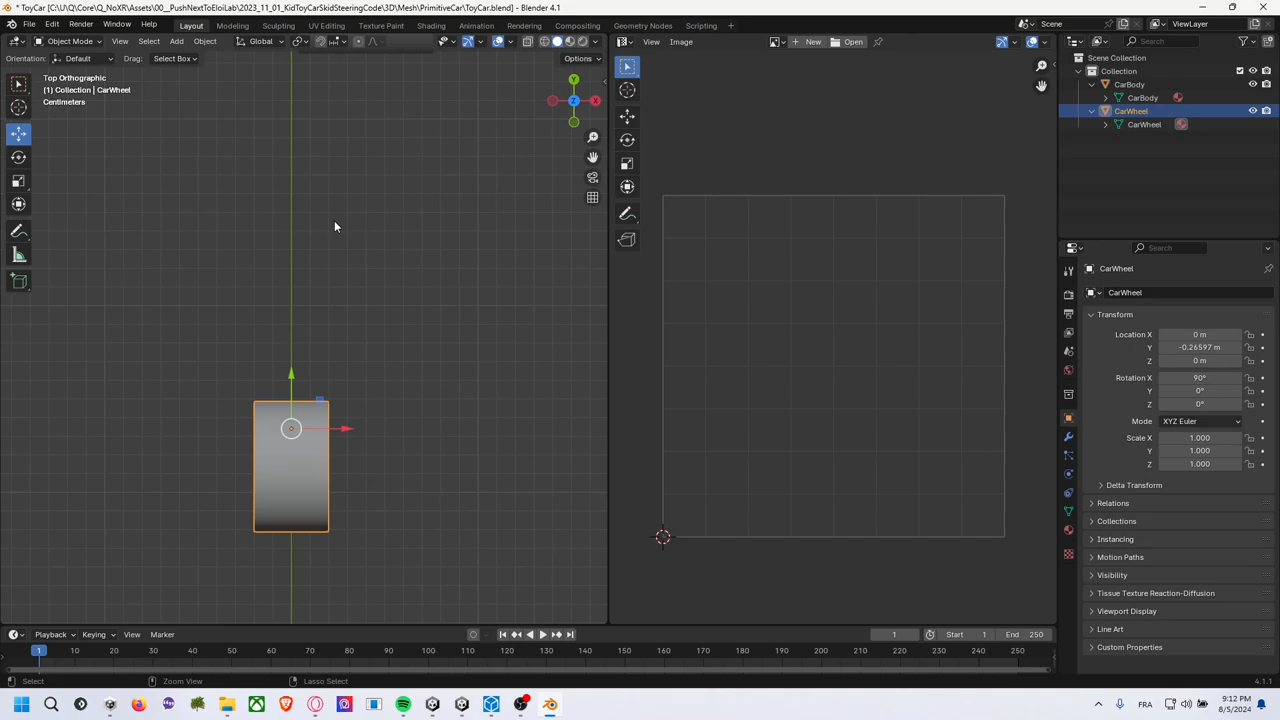 * ToyCar [C:\U\Q\Core\Q_NoXR\Assets\00__PushNextToEloiLab\2023_11_01_KidToyCarSkidSteeringCode\3D\Mesh\PrimitiveCar\ToyCar.blend] - Blender 4.1
File Edit Render Window Help Layout Modeling Sculpting UV Editing Texture Paint Shading Animation Rendering Compositing Geometry Nodes Scripting + Scene ViewLayer
Object Mode View Select Add Object Global View Image New Open Search
Orientation: Default Drag: Select Box Options
Scene Collection
Collection
CarBody
CarBody
CarWheel
CarWheel
Top Orthographic
(1) Collection | CarWheel
Centimeters
Y
Z X
Search
CarWheel
CarWheel
Transform
Location X 0 m
Y -0.26597 m
Z 0 m
Rotation X 90°
Y 0°
Z 0°
Mode XYZ Euler
Scale X 1.000
Y 1.000
Z 1.000
Delta Transform
Relations
Collections
Instancing
Motion Paths
Visibility
Tissue Texture Reaction-Diffusion
Viewport Display
Line Art
Custom Properties
Playback Keying View Marker 1 Start 1 End 250
1 10 20 30 40 50 60 70 80 90 100 110 120 130 140 150 160 170 180 190 200 210 220 230 240 250
Select Zoom View Lasso Select 4.1.1
FRA 9:12 PM
8/5/2024